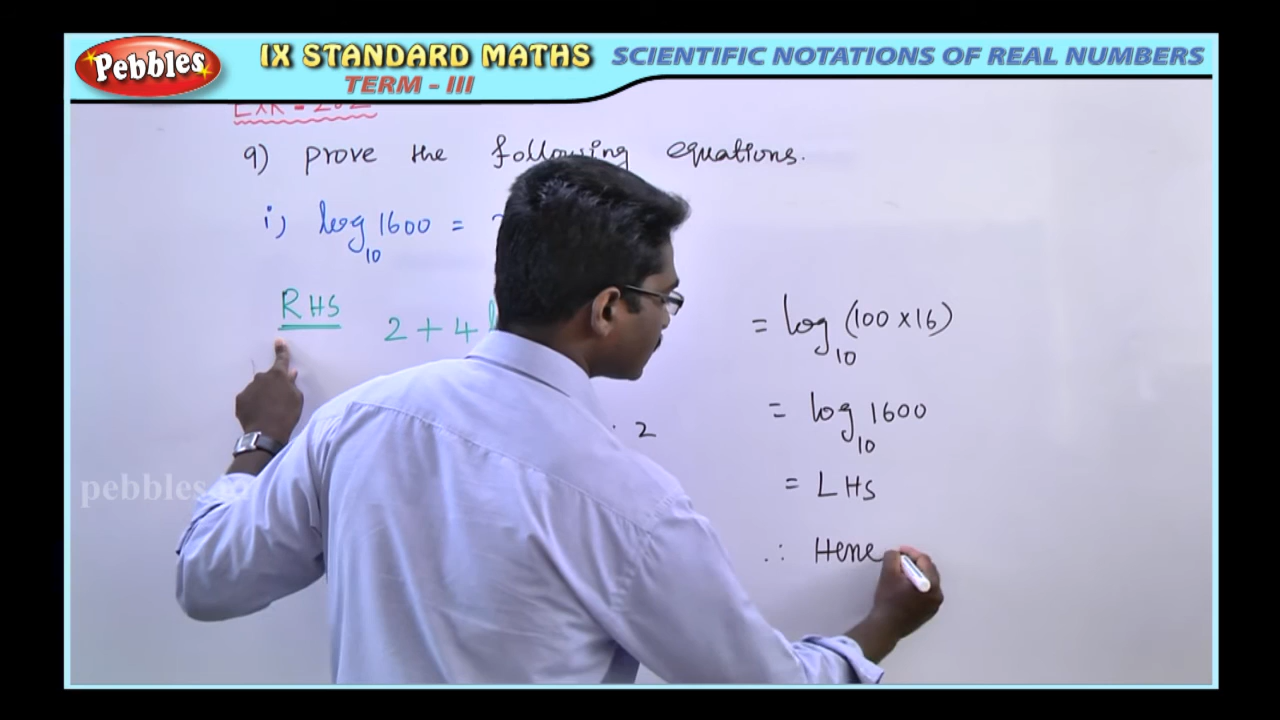 Pebbles
IX STANDARD MATHS
TERM - III
SCIENTIFIC NOTATIONS OF REAL NUMBERS
9) prove the following equations.
i) log₁₀ 1600 =
RHS
2 + 4
2
= log₁₀ (100 × 16)
= log₁₀ 1600
= LHS
∴ Hene
pebbles